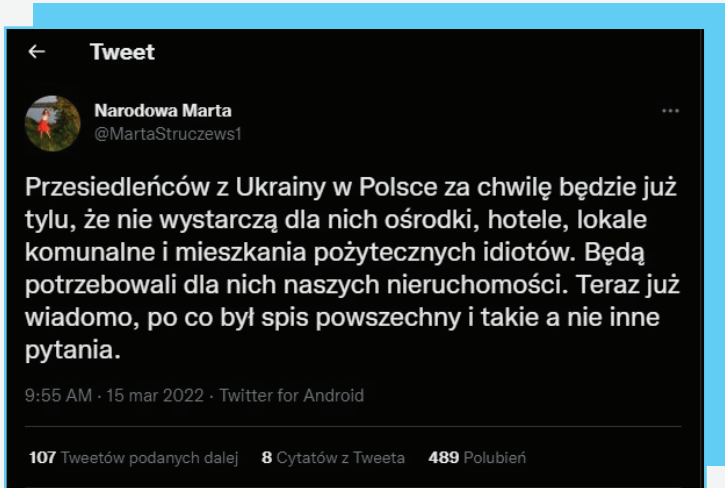 ← Tweet
Narodowa Marta
@MartaStruczews1
Przesiedleńców z Ukrainy w Polsce za chwilę będzie już
tylu, że nie wystarczą dla nich ośrodki, hotele, lokale
komunalne i mieszkania pożytecznych idiotów. Będą
potrzebowali dla nich naszych nieruchomości. Teraz już
wiadomo, po co był spis powszechny i takie a nie inne
pytania.
9:55 AM · 15 mar 2022 · Twitter for Android
107 Tweetów podanych dalej 8 Cytatów z Tweeta 489 Polubień